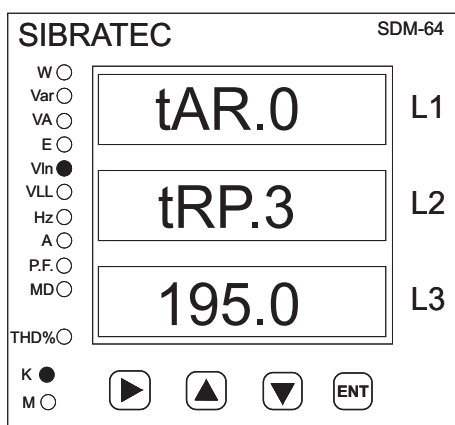 SIBRATEC SDM-64
W
Var
VA
E
Vln
VLL
Hz
A
P.F.
MD
THD%
K
M
tAR.0 L1
tRP.3 L2
195.0 L3
ENT